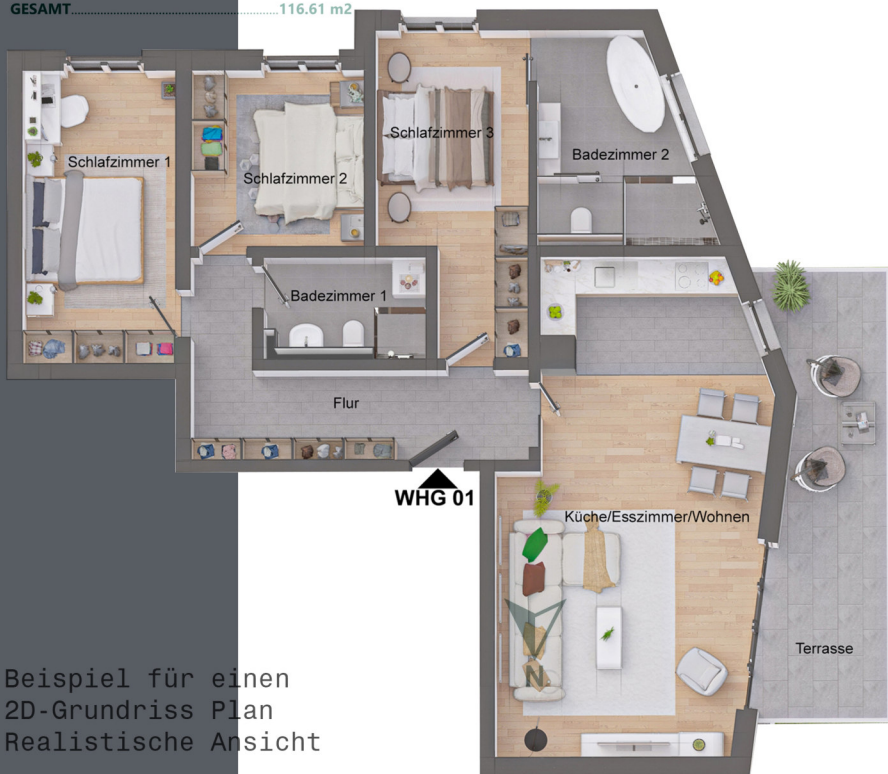 GESAMT........................................................116.61 m2
Schlafzimmer 1
Schlafzimmer 2
Schlafzimmer 3
Badezimmer 2
Badezimmer 1
Flur
WHG 01
Küche/Esszimmer/Wohnen
N
Terrasse
Beispiel für einen
2D-Grundriss Plan
Realistische Ansicht